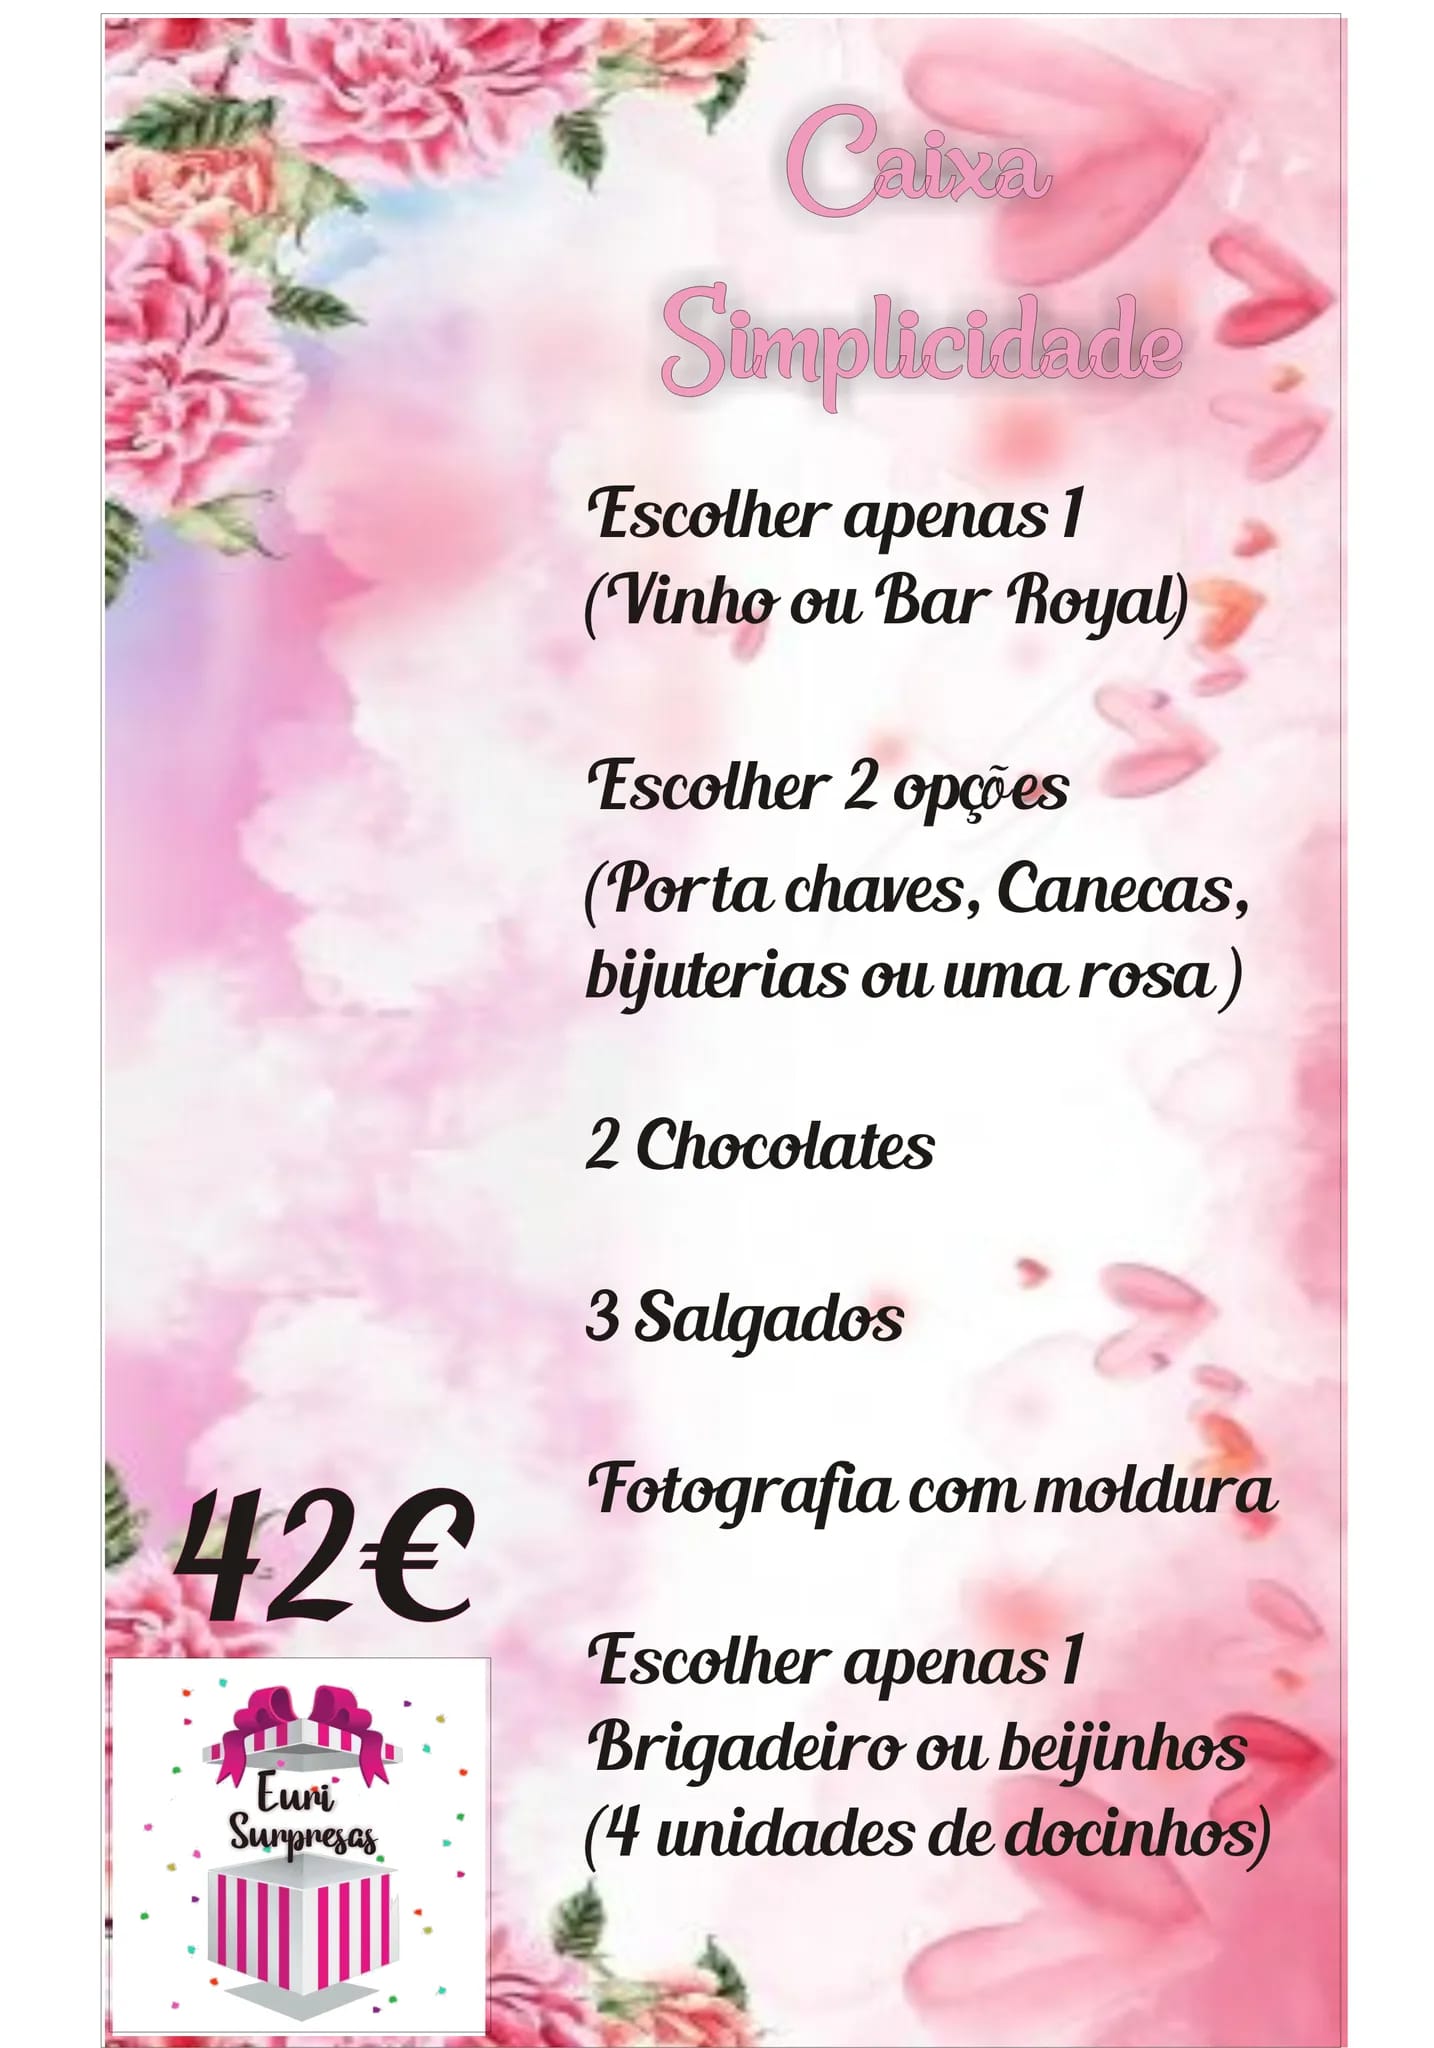 Caixa
Simplicidade
Escolher apenas 1
(Vinho ou Bar Royal)
Escolher 2 opções
(Porta chaves, Canecas,
bijuterias ou uma rosa)
2 Chocolates
3 Salgados
Fotografia com moldura
Escolher apenas 1
Brigadeiro ou beijinhos
(4 unidades de docinhos)
42€
Euri
Surpresas